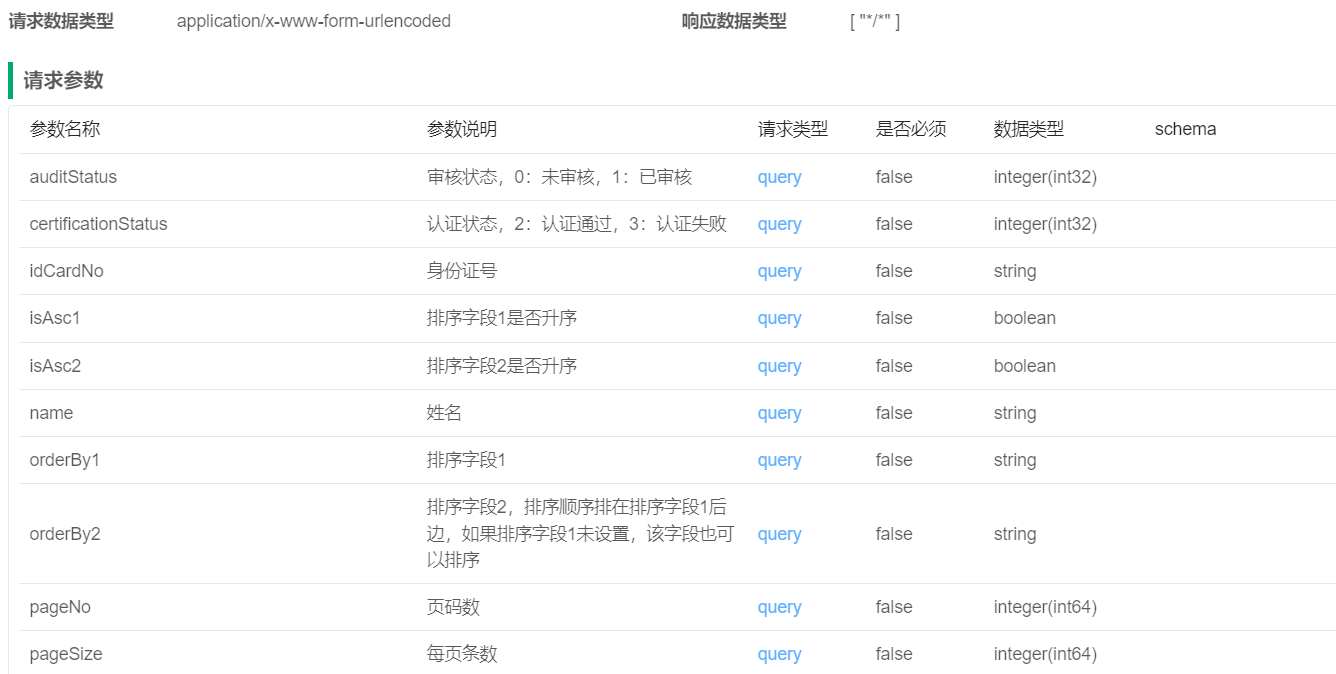 请求数据类型 application/x-www-form-urlencoded 响应数据类型 [ "*/*" ]
请求参数
参数名称 参数说明 请求类型 是否必须 数据类型 schema
auditStatus 审核状态，0：未审核，1：已审核 query false integer(int32)
certificationStatus 认证状态，2：认证通过，3：认证失败 query false integer(int32)
idCardNo 身份证号 query false string
isAsc1 排序字段1是否升序 query false boolean
isAsc2 排序字段2是否升序 query false boolean
name 姓名 query false string
orderBy1 排序字段1 query false string
排序字段2，排序顺序排在排序字段1后
orderBy2 边，如果排序字段1未设置，该字段也可 query false string
以排序
pageNo 页码数 query false integer(int64)
pageSize 每页条数 query false integer(int64)